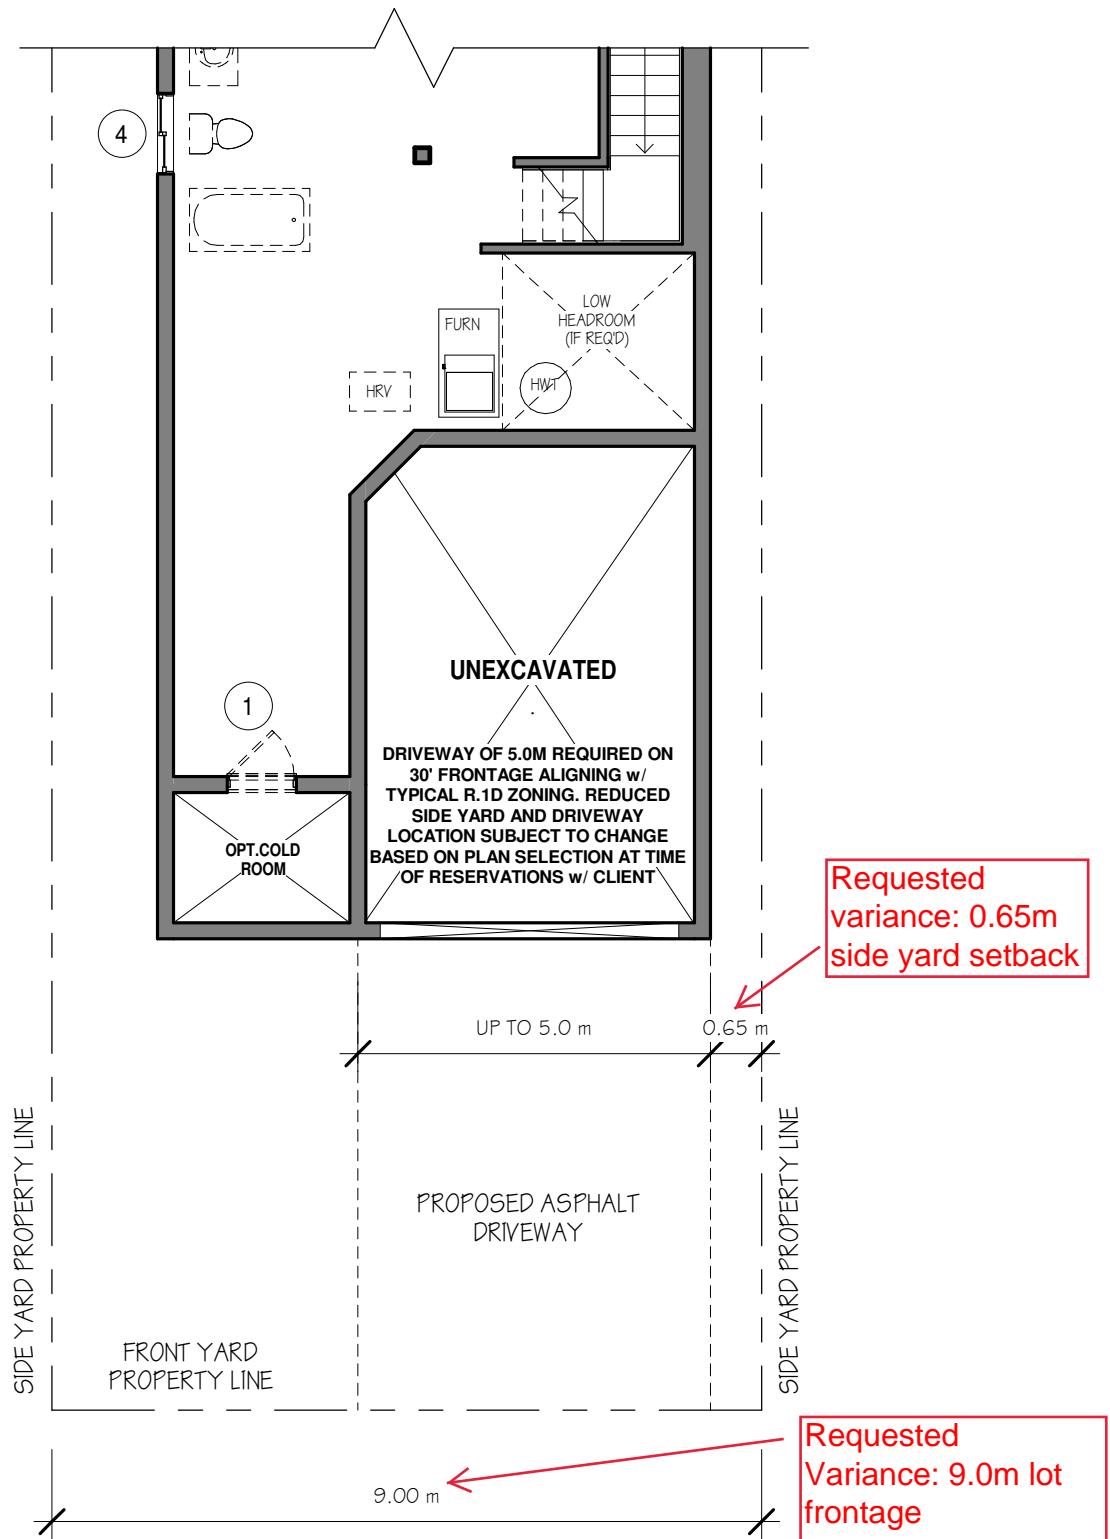 4
LOW
HEADROOM
(IF REQ'D)
FURN
HWT
HRV
UNEXCAVATED
1
DRIVEWAY OF 5.0M REQUIRED ON
30' FRONTAGE ALIGNING w/
TYPICAL R.1D ZONING. REDUCED
SIDE YARD AND DRIVEWAY
LOCATION SUBJECT TO CHANGE
BASED ON PLAN SELECTION AT TIME
OF RESERVATIONS w/ CLIENT
OPT.COLD
ROOM
Requested
variance: 0.65m
side yard setback
UP TO 5.0 m
0.65 m
SIDE YARD PROPERTY LINE
PROPOSED ASPHALT
DRIVEWAY
SIDE YARD PROPERTY LINE
FRONT YARD
PROPERTY LINE
Requested
Variance: 9.0m lot
frontage
9.00 m